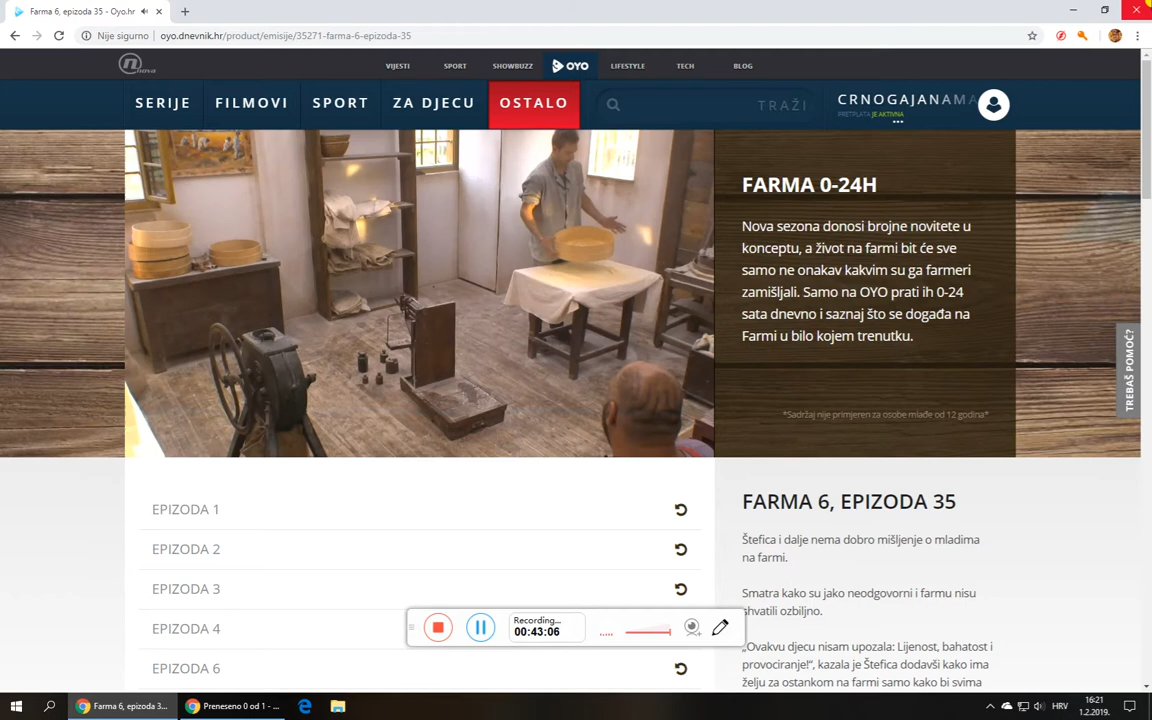 Farma 6, epizoda 35 - Oyo.hr
Nije sigurno
oyo.dnevnik.hr/product/emisije/35271-farma-6-epizoda-35
nova
VIJESTI
SPORT
SHOWBUZZ
OYO
LIFESTYLE
TECH
BLOG
SERIJE
FILMOVI
SPORT
ZA DJECU
OSTALO
TRAŽI
CRNOGAJANAMA
PRETPLATA JE AKTIVNA
FARMA 0-24H
Nova sezona donosi brojne novitete u
konceptu, a život na farmi bit će sve
samo ne onakav kakvim su ga farmeri
zamišljali. Samo na OYO prati ih 0-24
sata dnevno i saznaj što se događa na
Farmi u bilo kojem trenutku.
*Sadržaj nije primjeren za osobe mlađe od 12 godina*
TREBAŠ POMOĆ?
EPIZODA 1
EPIZODA 2
EPIZODA 3
EPIZODA 4
EPIZODA 6
FARMA 6, EPIZODA 35
Štefica i dalje nema dobro mišljenje o mladima
na farmi.
Smatra kako su jako neodgovorni i farmu nisu
shvatili ozbiljno.
„Ovakvu djecu nisam upozala: Lijenost, bahatost i
provociranje!“, kazala je Štefica dodavši kako ima
želju za ostankom na farmi samo kako bi svima
Recording...
00:43:06
Farma 6, epizoda 3...
Preneseno 0 od 1 - ...
HRV
16:21
1.2.2019.